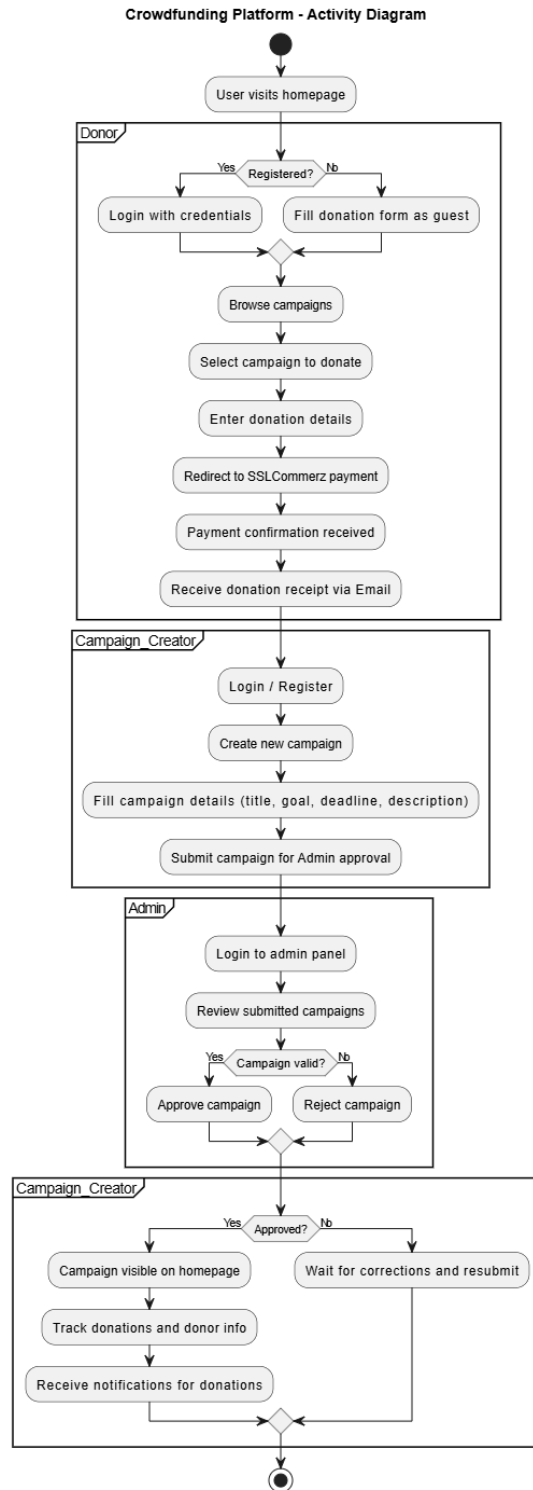 Crowdfunding Platform - Activity Diagram
User visits homepage
Donor
Yes
Registered?
No
Login with credentials
Fill donation form as guest
Browse campaigns
Select campaign to donate
Enter donation details
Redirect to SSLCommerz payment
Payment confirmation received
Receive donation receipt via Email
Campaign_Creator
Login / Register
Create new campaign
Fill campaign details (title, goal, deadline, description)
Submit campaign for Admin approval
Admin
Login to admin panel
Review submitted campaigns
Yes
Campaign valid?
No
Approve campaign
Reject campaign
Campaign_Creator
Yes
Approved?
No
Campaign visible on homepage
Wait for corrections and resubmit
Track donations and donor info
Receive notifications for donations